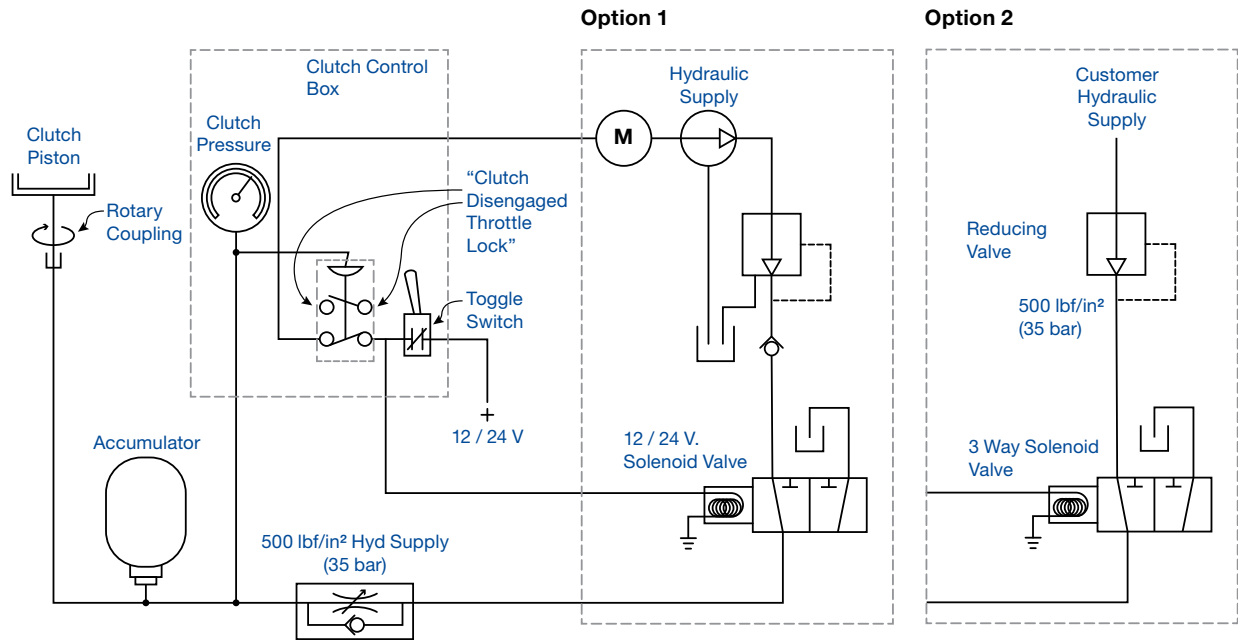 Option 1
Option 2
Clutch Control
Box
Hydraulic
Supply
Customer
Hydraulic
Supply
Clutch
Piston
Clutch
Pressure
M
“Clutch
Disengaged
Throttle
Lock”
Rotary
Coupling
Reducing
Valve
Toggle
Switch
500 lbf/in²
(35 bar)
+
12 / 24 V
Accumulator
12 / 24 V.
Solenoid Valve
3 Way Solenoid
Valve
500 lbf/in² Hyd Supply
(35 bar)